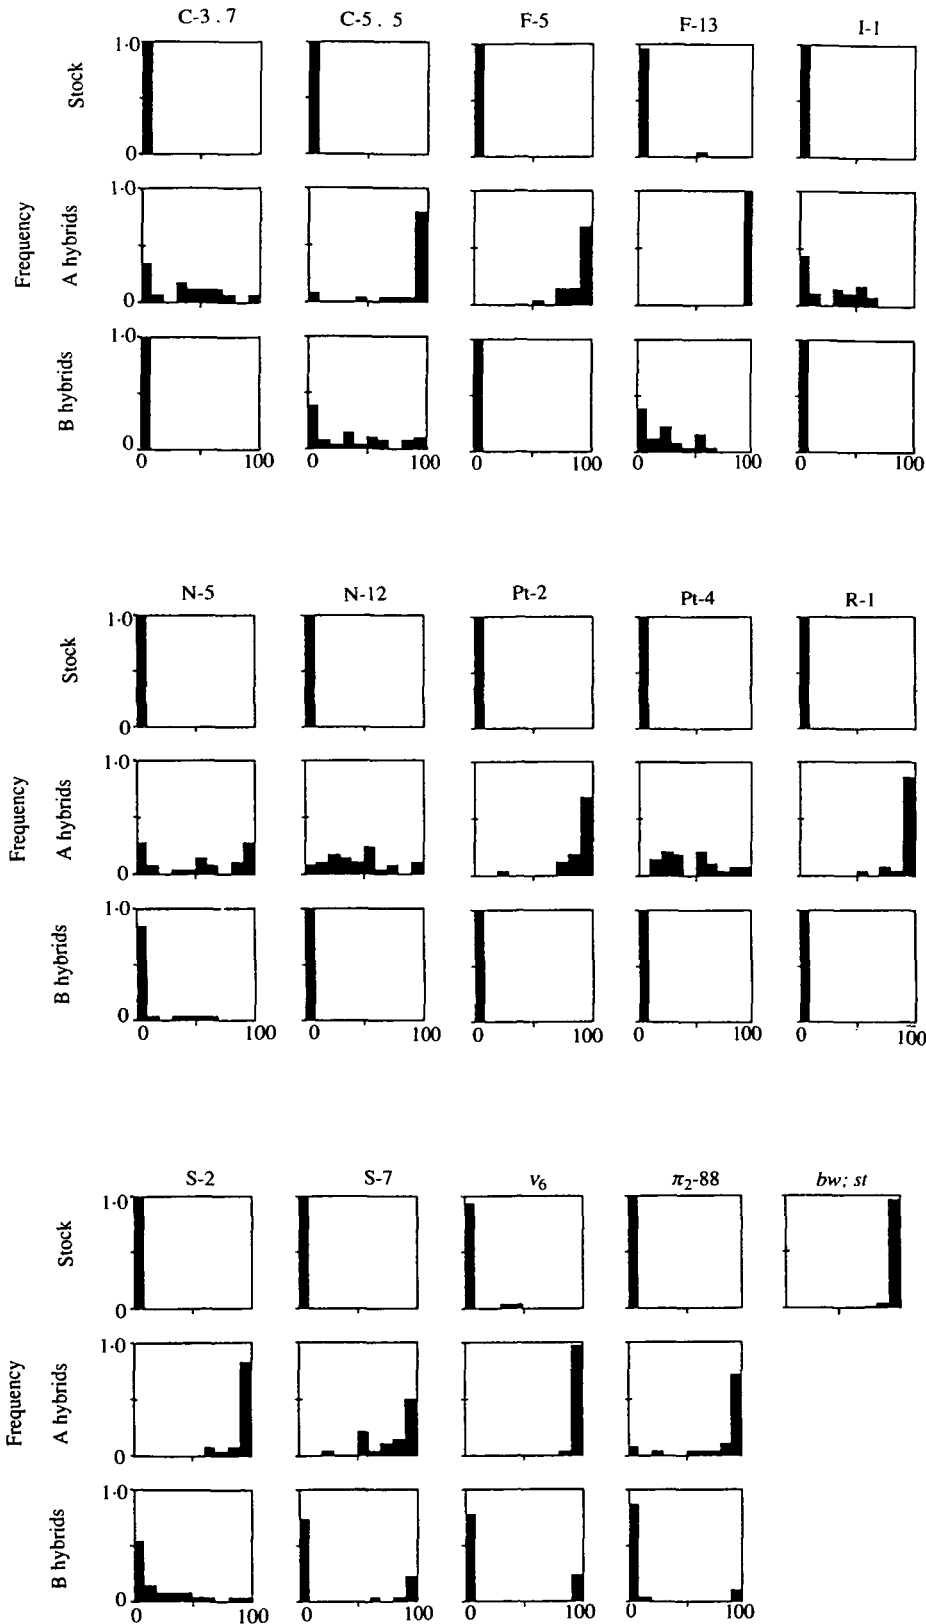 C-3.7 C-5.5 F-5 F-13 I-1
1·0
Stock
0
1·0
Frequency
A hybrids
0
1·0
B hybrids
0
0 100 0 100 0 100 0 100 0 100
N-5 N-12 Pt-2 Pt-4 R-1
1·0
Stock
0
1·0
Frequency
A hybrids
0
1·0
B hybrids
0
0 100 0 100 0 100 0 100 0 100
S-2 S-7 ν6 π2-88 bw; st
1·0
Stock
0
1·0
Frequency
A hybrids
0
1·0
B hybrids
0
0 100 0 100 0 100 0 100